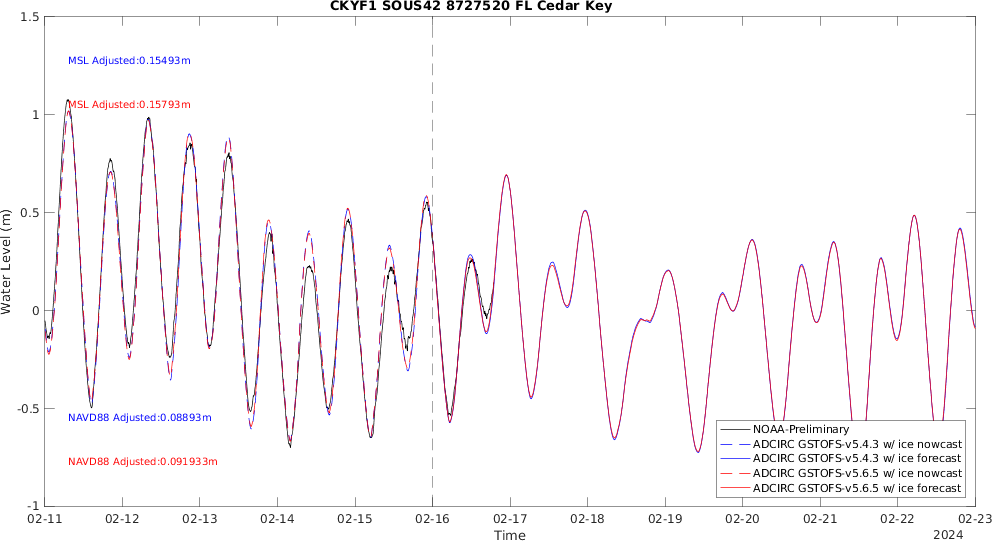 CKYF1 SOUS42 8727520 FL Cedar Key
1.5
1
0.5
0
-0.5
-1
Water Level (m)
MSL Adjusted:0.15493m
MSL Adjusted:0.15793m
NAVD88 Adjusted:0.08893m
NAVD88 Adjusted:0.091933m
NOAA-Preliminary
ADCIRC GSTOFS-v5.4.3 w/ ice nowcast
ADCIRC GSTOFS-v5.4.3 w/ ice forecast
ADCIRC GSTOFS-v5.6.5 w/ ice nowcast
ADCIRC GSTOFS-v5.6.5 w/ ice forecast
02-11 02-12 02-13 02-14 02-15 02-16 02-17 02-18 02-19 02-20 02-21 02-22 02-23
Time
2024